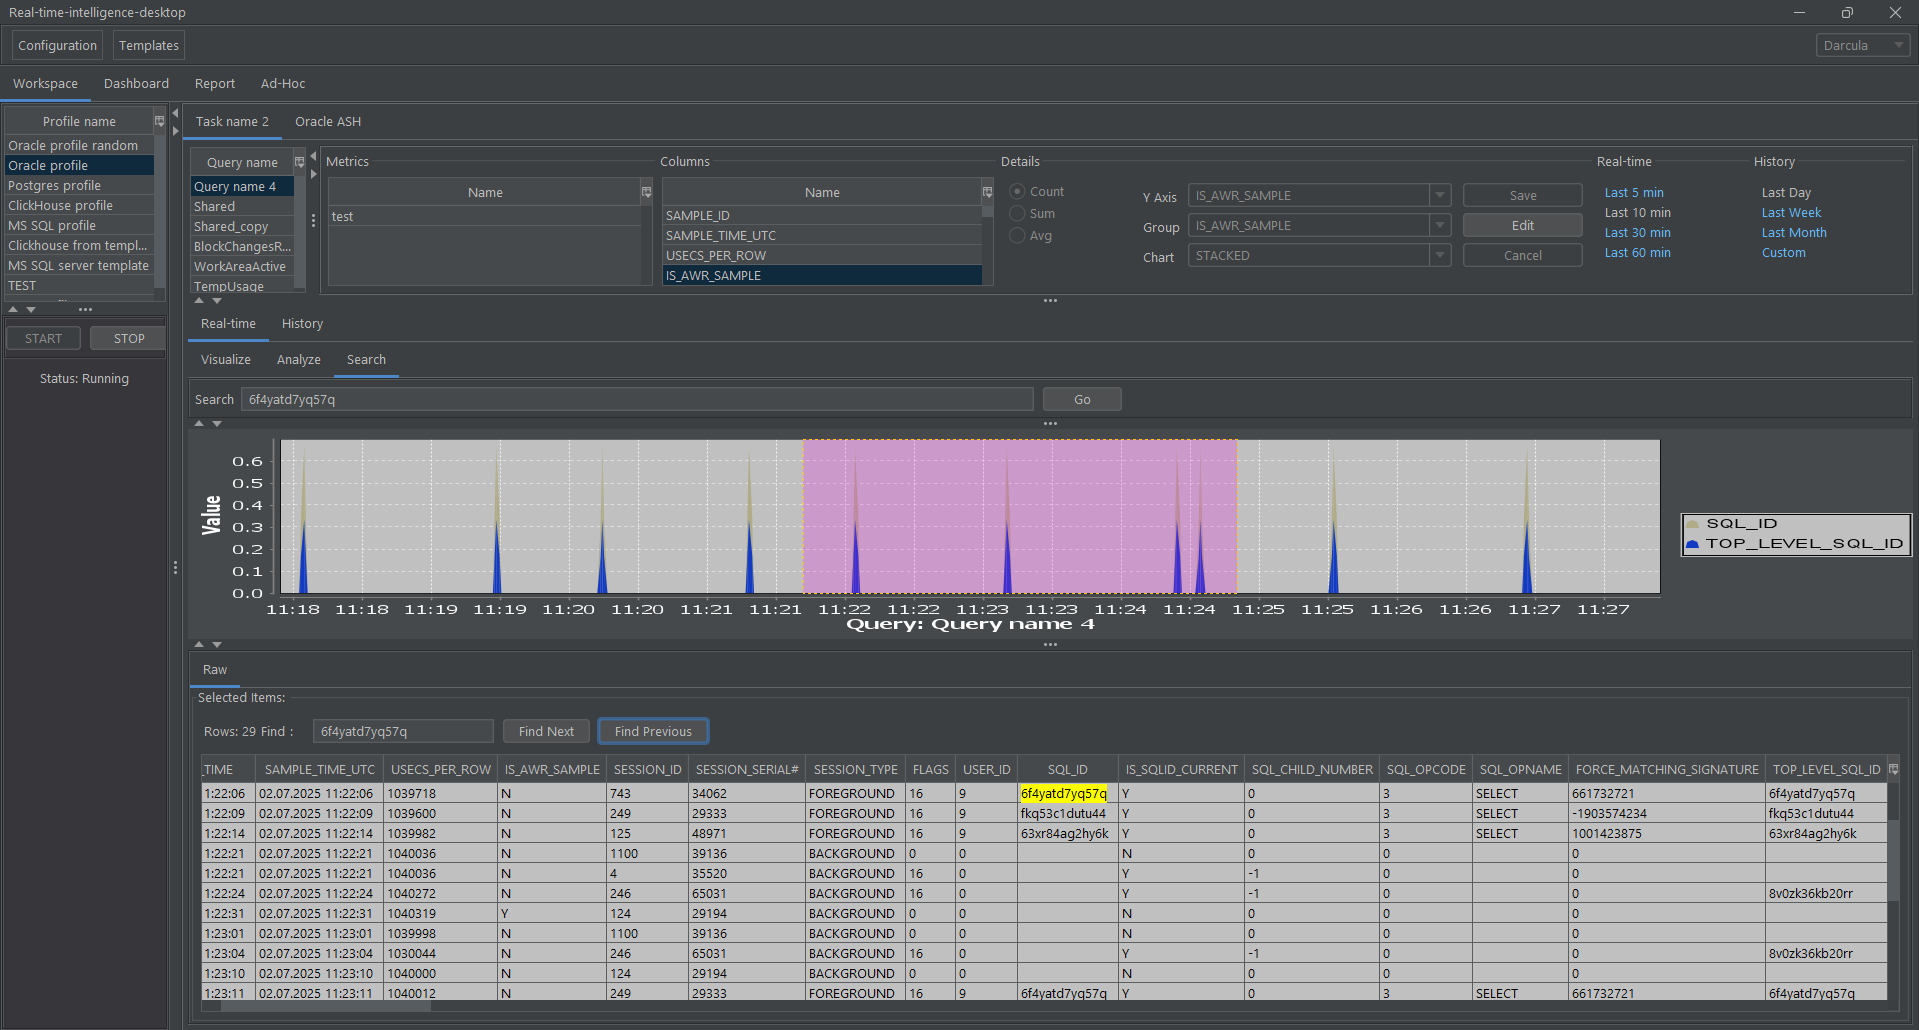 Real-time-intelligence-desktop
Configuration Templates Darcula
Workspace Dashboard Report Ad-Hoc
Profile name
Oracle profile random
Oracle profile
Postgres profile
ClickHouse profile
MS SQL profile
Clickhouse from templ...
MS SQL server template
TEST
START STOP
Status: Running
Task name 2 Oracle ASH
Query name
Query name 4
Shared
Shared_copy
BlockChangesR...
WorkAreaActive
TempUsage
Metrics
Name
test
Columns
Name
SAMPLE_ID
SAMPLE_TIME_UTC
USECS_PER_ROW
IS_AWR_SAMPLE
Details
Count
Sum
Avg
Y Axis IS_AWR_SAMPLE Save
Group IS_AWR_SAMPLE Edit
Chart STACKED Cancel
Real-time
Last 5 min
Last 10 min
Last 30 min
Last 60 min
History
Last Day
Last Week
Last Month
Custom
Real-time History
Visualize Analyze Search
Search 6f4yatd7yq57q Go
Value
0.6
0.5
0.4
0.3
0.2
0.1
0.0
11:18 11:18 11:19 11:19 11:20 11:20 11:21 11:21 11:22 11:22 11:23 11:23 11:24 11:24 11:25 11:25 11:26 11:26 11:27 11:27
Query: Query name 4
SQL_ID
TOP_LEVEL_SQL_ID
Raw
Selected Items:
Rows: 29 Find : 6f4yatd7yq57q Find Next Find Previous
_TIME SAMPLE_TIME_UTC USECS_PER_ROW IS_AWR_SAMPLE SESSION_ID SESSION_SERIAL# SESSION_TYPE FLAGS USER_ID SQL_ID IS_SQLID_CURRENT SQL_CHILD_NUMBER SQL_OPCODE SQL_OPNAME FORCE_MATCHING_SIGNATURE TOP_LEVEL_SQL_ID
1:22:06 02.07.2025 11:22:06 1039718 N 743 34062 FOREGROUND 16 9 6f4yatd7yq57q Y 0 3 SELECT 661732721 6f4yatd7yq57q
1:22:09 02.07.2025 11:22:09 1039600 N 249 29333 FOREGROUND 16 9 fkq53c1dutu44 Y 0 3 SELECT -1903574234 fkq53c1dutu44
1:22:14 02.07.2025 11:22:14 1039982 N 125 48971 FOREGROUND 16 9 63xr84ag2hy6k Y 0 3 SELECT 1001423875 63xr84ag2hy6k
1:22:21 02.07.2025 11:22:21 1040036 N 1100 39136 BACKGROUND 0 0 N 0 0 0
1:22:21 02.07.2025 11:22:21 1040036 N 4 35520 BACKGROUND 16 0 Y -1 0 0
1:22:24 02.07.2025 11:22:24 1040272 N 246 65031 BACKGROUND 16 0 Y -1 0 0 8v0zk36kb20rr
1:22:31 02.07.2025 11:22:31 1040319 Y 124 29194 BACKGROUND 0 0 N 0 0 0
1:23:01 02.07.2025 11:23:01 1039998 N 1100 39136 BACKGROUND 0 0 N 0 0 0
1:23:04 02.07.2025 11:23:04 1030044 N 246 65031 BACKGROUND 16 0 Y -1 0 0 8v0zk36kb20rr
1:23:10 02.07.2025 11:23:10 1040000 N 124 29194 BACKGROUND 0 0 N 0 0 0
1:23:11 02.07.2025 11:23:11 1040012 N 249 29333 FOREGROUND 16 9 6f4yatd7yq57q Y 0 3 SELECT 661732721 6f4yatd7yq57q